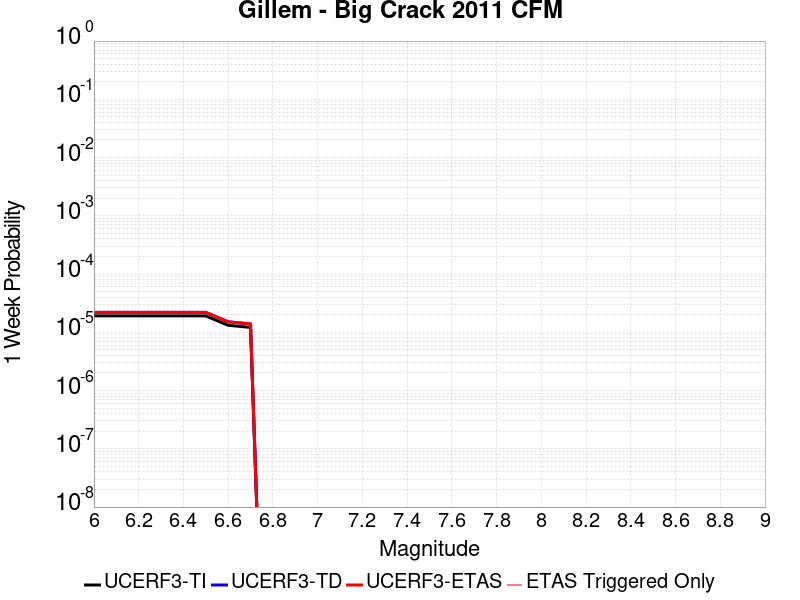 Gillem - Big Crack 2011 CFM
10^0
10^-1
10^-2
10^-3
10^-4
10^-5
10^-6
10^-7
10^-8
1 Week Probability
6 6.2 6.4 6.6 6.8 7 7.2 7.4 7.6 7.8 8 8.2 8.4 8.6 8.8 9
Magnitude
UCERF3-TI UCERF3-TD UCERF3-ETAS ETAS Triggered Only